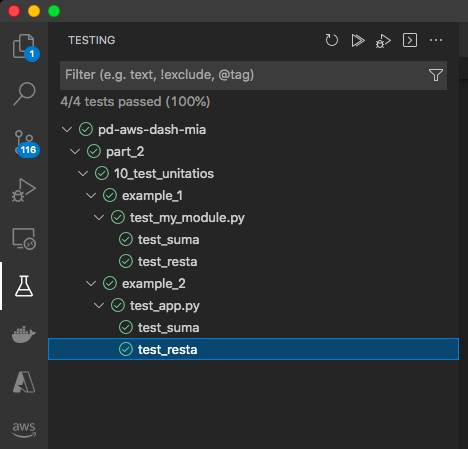 TESTING
1
Filter (e.g. text, !exclude, @tag)
4/4 tests passed (100%)
pd-aws-dash-mia
116
part_2
10_test_unitatios
example_1
test_my_module.py
test_suma
test_resta
example_2
test_app.py
test_suma
test_resta
aws